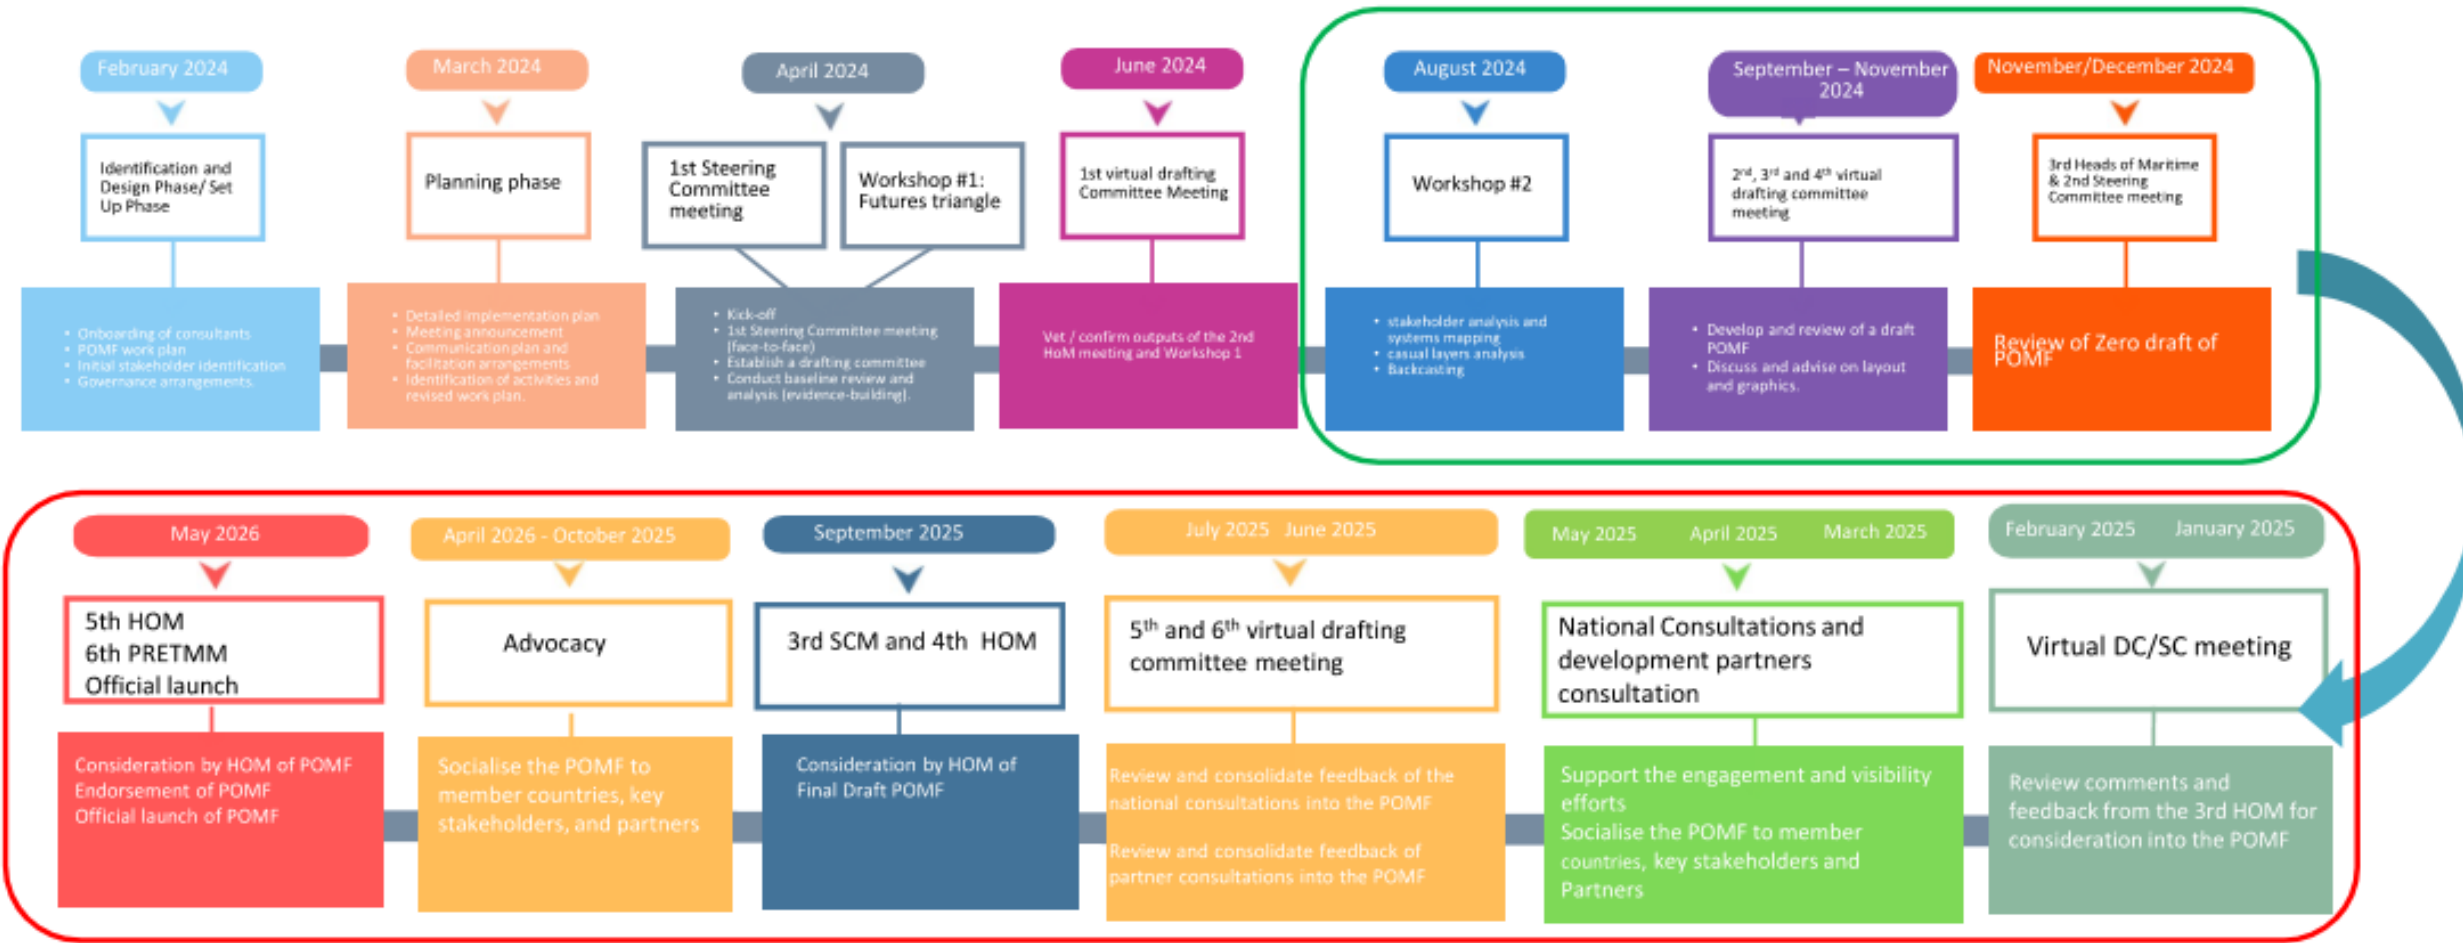 February 2024
Identification and
Design Phase/ Set
Up Phase
• Onboarding of consultants
• POMF work plan
• Initial stakeholder identification
• Governance arrangements.
March 2024
Planning phase
• Detailed implementation plan
• Meeting announcement
• Communication plan and
facilitation arrangements
• Identification of activities and
revised work plan.
April 2024
1st Steering
Committee
meeting
Workshop #1:
Futures triangle
• Kick-off
• 1st Steering Committee meeting
(face-to-face)
• Establish a drafting committee
• Conduct baseline review and
analysis (evidence-building).
June 2024
1st virtual drafting
Committee Meeting
Vet / confirm outputs of the 2nd
HoM meeting and Workshop 1
August 2024
Workshop #2
• stakeholder analysis and
systems mapping
• casual layers analysis
• Backcasting
September – November
2024
2nd, 3rd and 4th virtual
drafting committee
meeting
• Develop and review of a draft
POMF
• Discuss and advise on layout
and graphics.
November/December 2024
3rd Heads of Maritime
& 2nd Steering
Committee meeting
Review of Zero draft of
POMF
May 2026
5th HOM
6th PRETMM
Official launch
Consideration by HOM of POMF
Endorsement of POMF
Official launch of POMF
April 2026 - October 2025
Advocacy
Socialise the POMF to
member countries, key
stakeholders, and partners
September 2025
3rd SCM and 4th HOM
Consideration by HOM of
Final Draft POMF
July 2025 June 2025
5th and 6th virtual drafting
committee meeting
Review and consolidate feedback of the
national consultations into the POMF
Review and consolidate feedback of
partner consultations into the POMF
May 2025 April 2025 March 2025
National Consultations and
development partners
consultation
Support the engagement and visibility
efforts
Socialise the POMF to member
countries, key stakeholders and
Partners
February 2025 January 2025
Virtual DC/SC meeting
Review comments and
feedback from the 3rd HOM for
consideration into the POMF